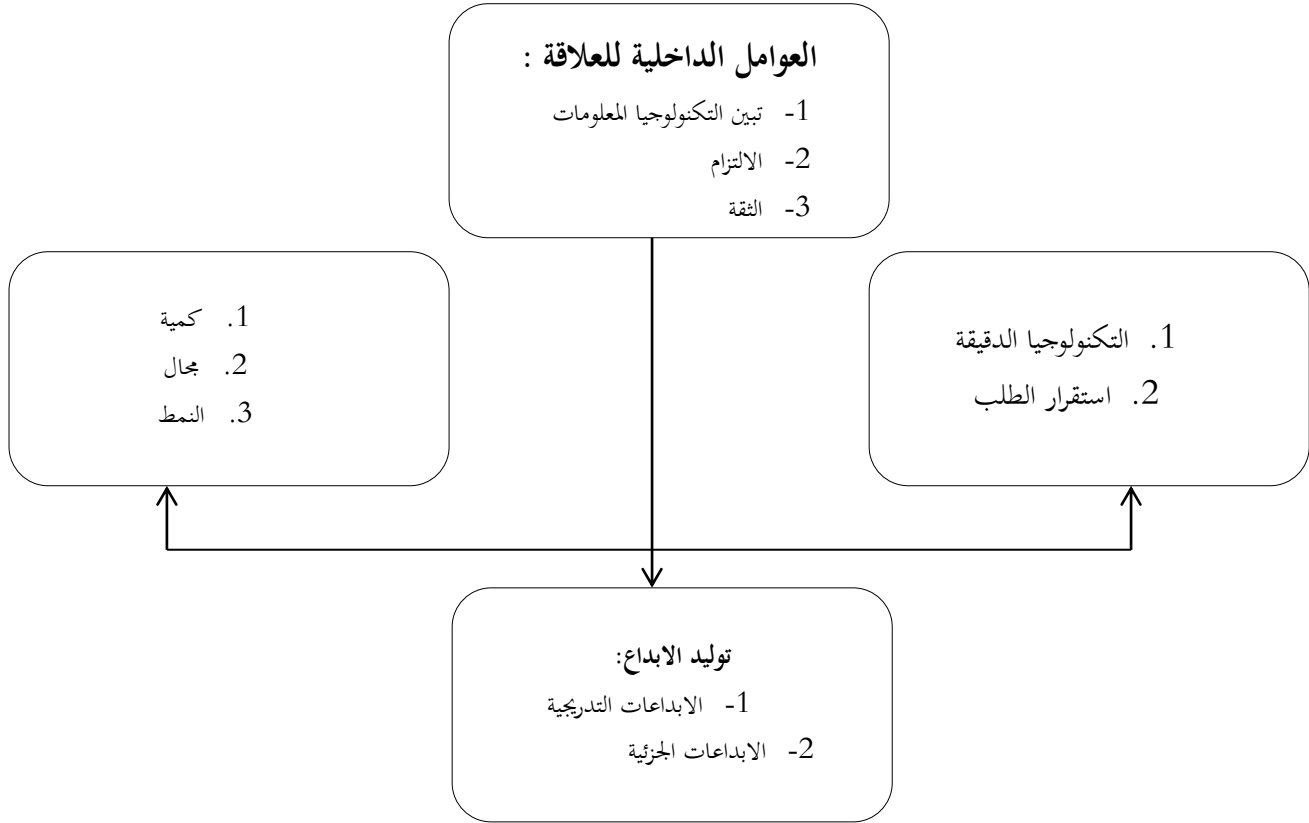 العوامل الداخلية للعلاقة :
1- تبين التكنولوجيا المعلومات
2- الالتزام
3- الثقة
1. التكنولوجيا الدقيقة
2. استقرار الطلب
1. كمية
2. مجال
3. النمط
توليد الابداع:
1- الابداعات التدريجية
2- الابداعات الجزئية